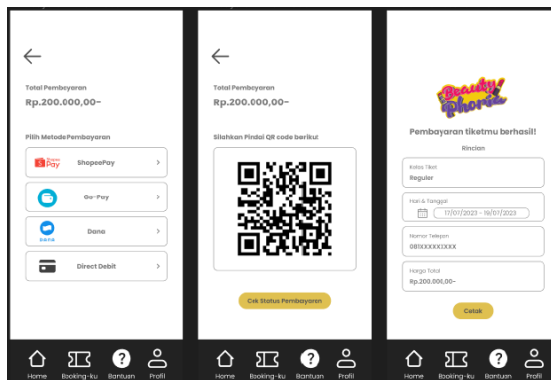 Total Pembayaran
Rp.200.000,00-
Pilih Metode Pembayaran
Shopee Pay
ShopeePay
Go-Pay
DANA
Dana
Direct Debit
Home
Booking-ku
Bantuan
Profil
Total Pembayaran
Rp.200.000,00-
Silahkan Pindai QR code berikut:
Cek Status Pembayaran
Home
Booking-ku
Bantuan
Profil
Beauty
Phoria
Pembayaran tiketmu berhasil!
Rincian
Kelas Tiket
Reguler
Hari & Tanggal
17/07/2023 - 19/07/2023
Nomor Telepon
081XXXXXXXX
Harga Total
Rp.200.000,00-
Cetak
Home
Booking-ku
Bantuan
Profil